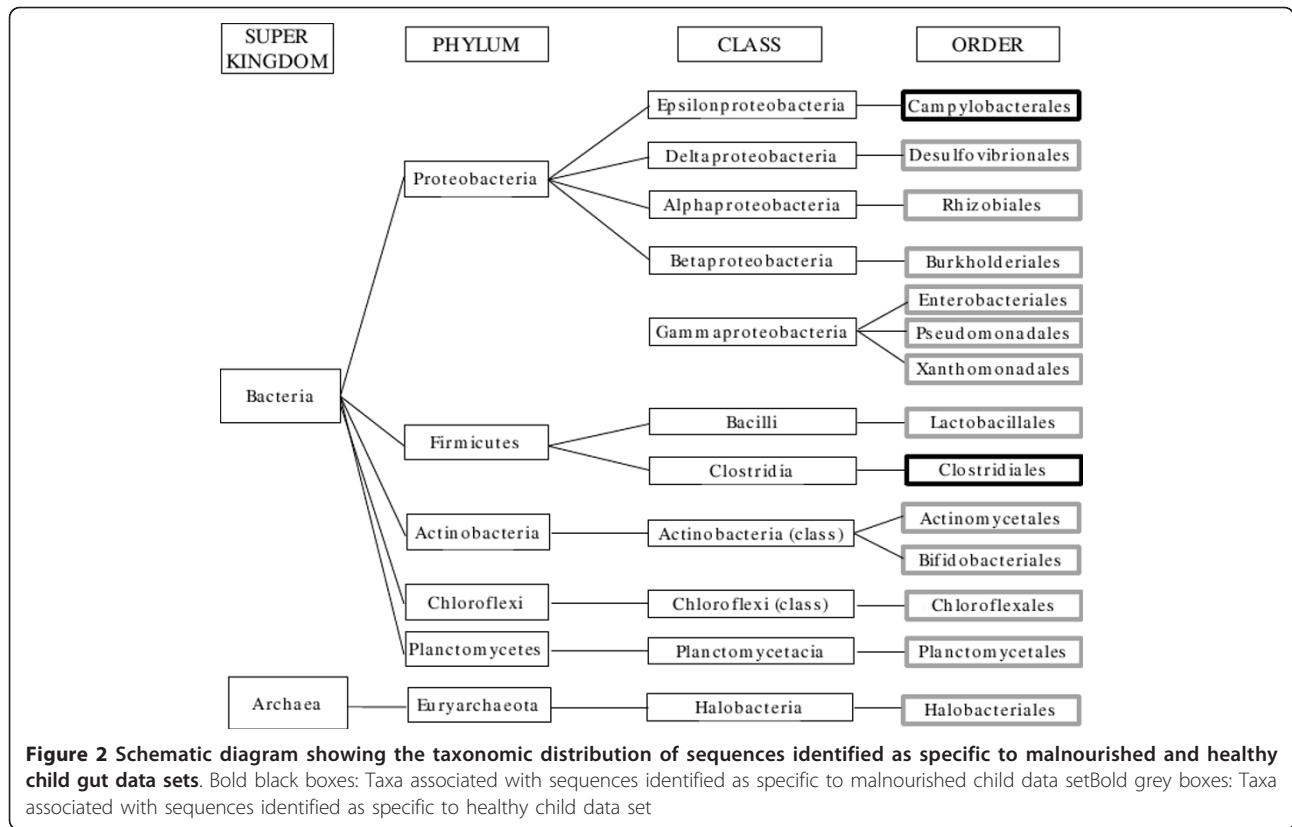 SUPER KINGDOM
PHYLUM
CLASS
ORDER
Epsilonproteobacteria
Campylobacterales
Deltaproteobacteria
Desulfovibrionales
Proteobacteria
Alphaproteobacteria
Rhizobiales
Betaproteobacteria
Burkholderiales
Enterobacteriales
Gammaproteobacteria
Pseudomonadales
Xanthomonadales
Bacteria
Bacilli
Lactobacillales
Firmicutes
Clostridia
Clostridiales
Actinomycetales
Actinobacteria
Actinobacteria (class)
Bifidobacteriales
Chloroflexi
Chloroflexi (class)
Chloroflexales
Planctomycetes
Planctomycetacia
Planctomycetales
Archaea
Euryarchaeota
Halobacteria
Halobacteriales
Figure 2 Schematic diagram showing the taxonomic distribution of sequences identified as specific to malnourished and healthy
child gut data sets. Bold black boxes: Taxa associated with sequences identified as specific to malnourished child data setBold grey boxes: Taxa
associated with sequences identified as specific to healthy child data set